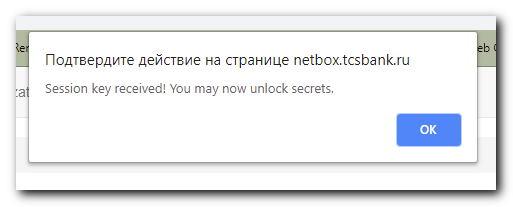 Подтвердите действие на странице netbox.tcsbank.ru
Session key received! You may now unlock secrets.
OK